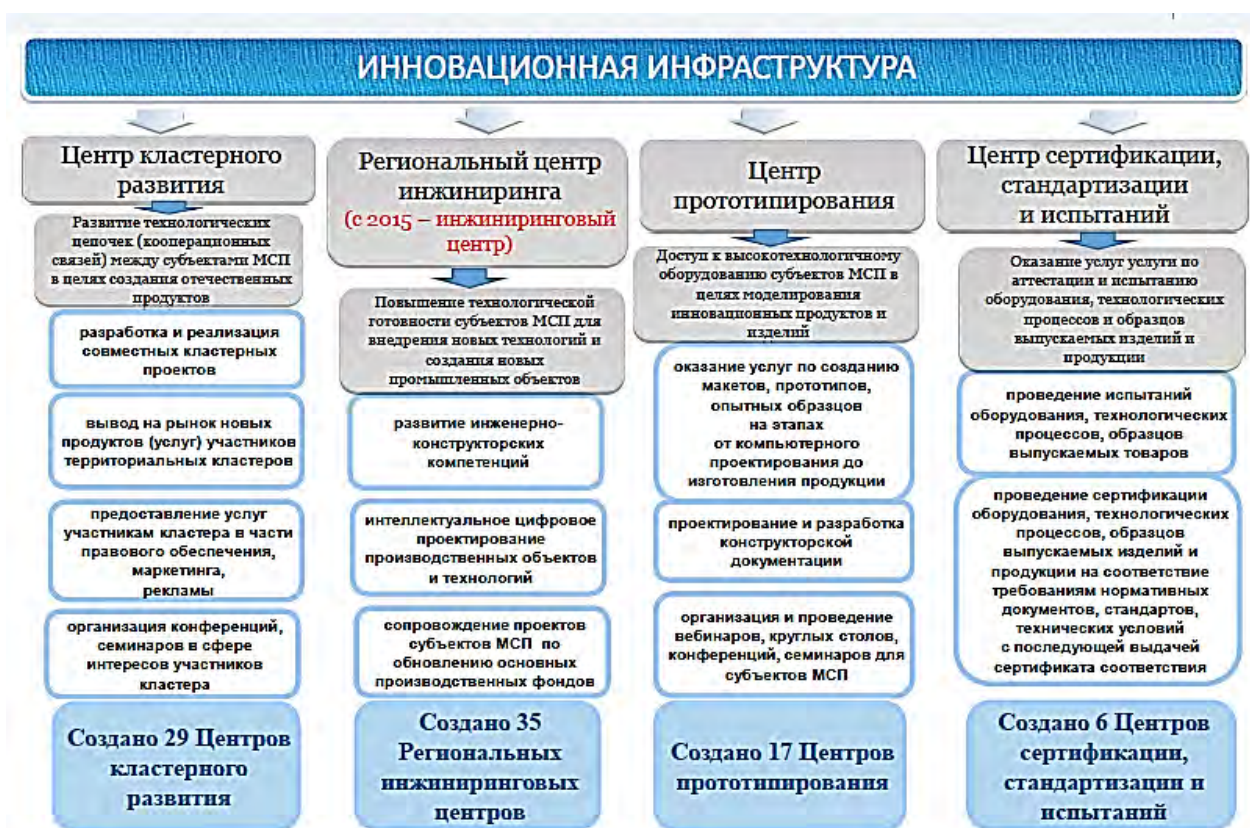 ИННОВАЦИОННАЯ ИНФРАСТРУКТУРА
Центр кластерного
развития
Развитие технологических
цепочек (кооперационных
связей) между субъектами МСП
в целях создания отечественных
продуктов
разработка и реализация
совместных кластерных
проектов
вывод на рынок новых
продуктов (услуг) участников
территориальных кластеров
предоставление услуг
участникам кластера в части
правового обеспечения,
маркетинга,
рекламы
организация конференций,
семинаров в сфере
интересов участников
кластера
Создано 29 Центров
кластерного
развития
Региональный центр
инжиниринга
(с 2015 – инжиниринговый
центр)
Повышение технологической
готовности субъектов МСП для
внедрения новых технологий и
создания новых
промышленных объектов
развитие инженерно-
конструкторских
компетенций
интеллектуальное цифровое
проектирование
производственных объектов
и технологий
сопровождение проектов
субъектов МСП по
обновлению основных
производственных фондов
Создано 35
Региональных
инжиниринговых
центров
Центр
прототипирования
Доступ к высокотехнологичному
оборудованию субъектов МСП в
целях моделирования
инновационных продуктов и
изделий
оказание услуг по созданию
макетов, прототипов,
опытных образцов
на этапах
от компьютерного
проектирования до
изготовления продукции
проектирование и разработка
конструкторской
документации
организация и проведение
вебинаров, круглых столов,
конференций, семинаров для
субъектов МСП
Создано 17 Центров
прототипирования
Центр сертификации,
стандартизации
и испытаний
Оказание услуг услуги по
аттестации и испытанию
оборудования, технологических
процессов и образцов
выпускаемых изделий и
продукции
проведение испытаний
оборудования, технологических
процессов, образцов
выпускаемых товаров
проведение сертификации
оборудования, технологических
процессов, образцов
выпускаемых изделий и
продукции на соответствие
требованиям нормативных
документов, стандартов,
технических условий
с последующей выдачей
сертификата соответствия
Создано 6 Центров
сертификации,
стандартизации и
испытаний